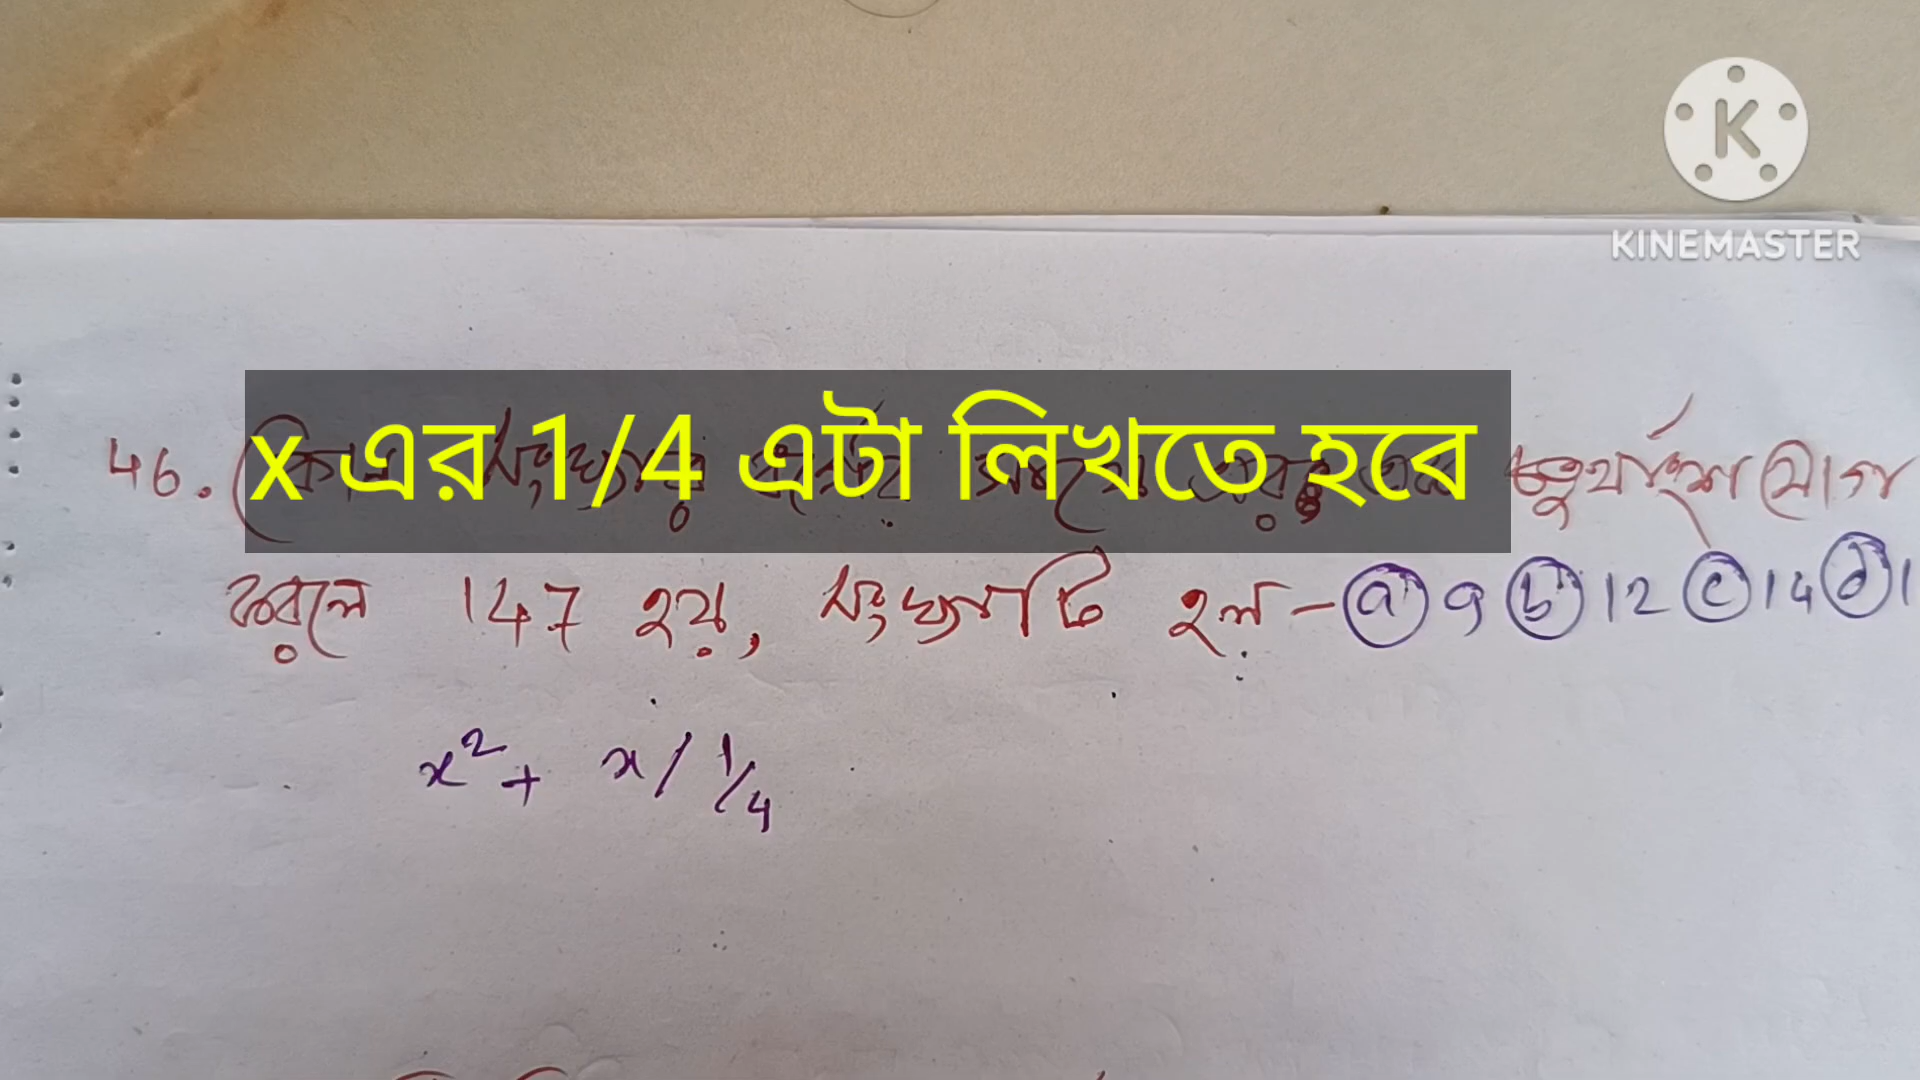 KINEMASTER
x এর 1/4 এটা লিখতে হবে
46. চতুর্থাংশ যোগ
করলে 147 হয়, সংখ্যাটি হল - (a) 9 (b) 12 (c) 14 (d) 1
x² + x / 1/4